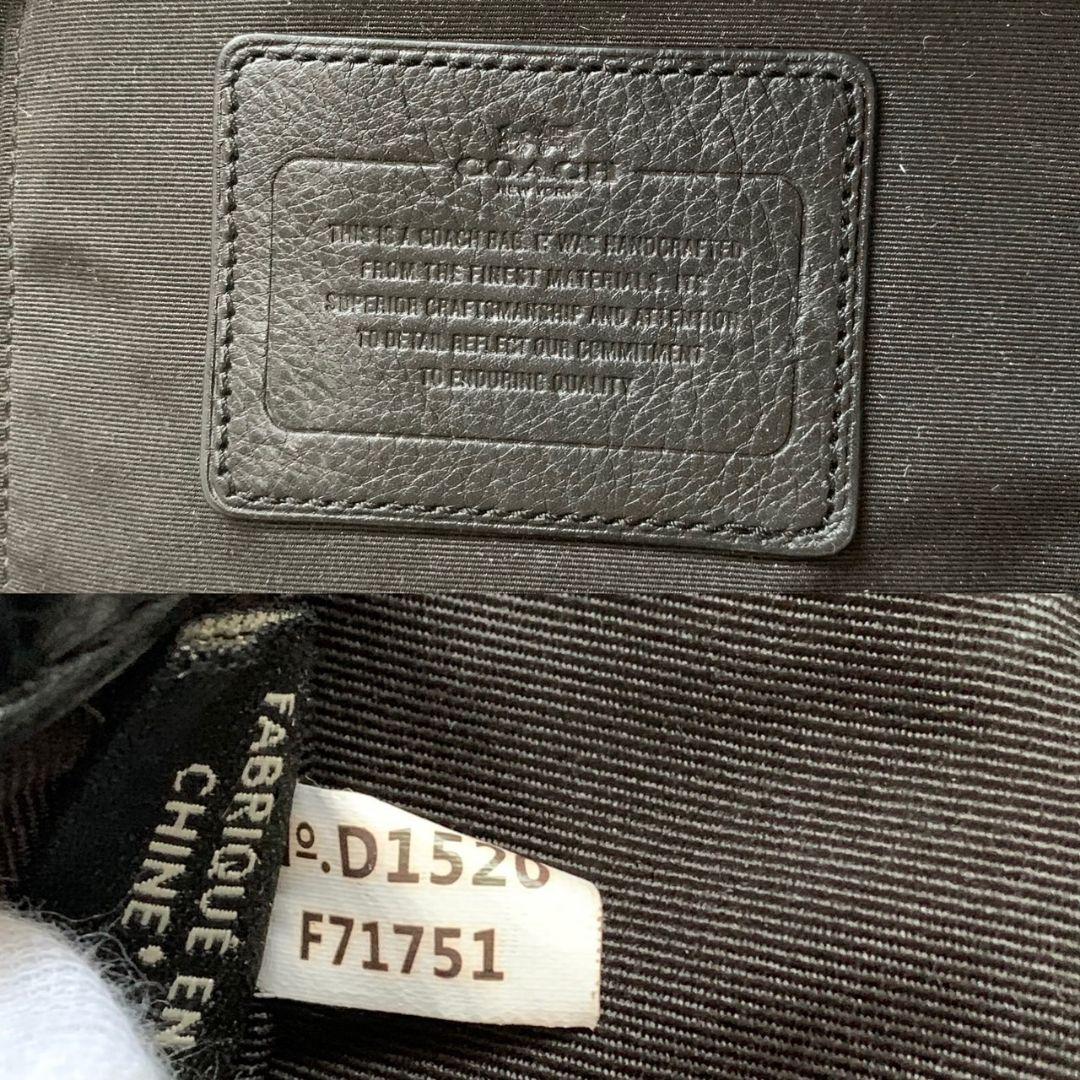 COACH
NEW YORK
THIS IS A COACH BAG. IT WAS HANDCRAFTED
FROM THE FINEST MATERIALS. ITS
SUPERIOR CRAFTSMANSHIP AND ATTENTION
TO DETAIL REFLECT OUR COMMITMENT
TO ENDURING QUALITY
FABRIQUÉ EN
CHINE.
º.D1526
F71751